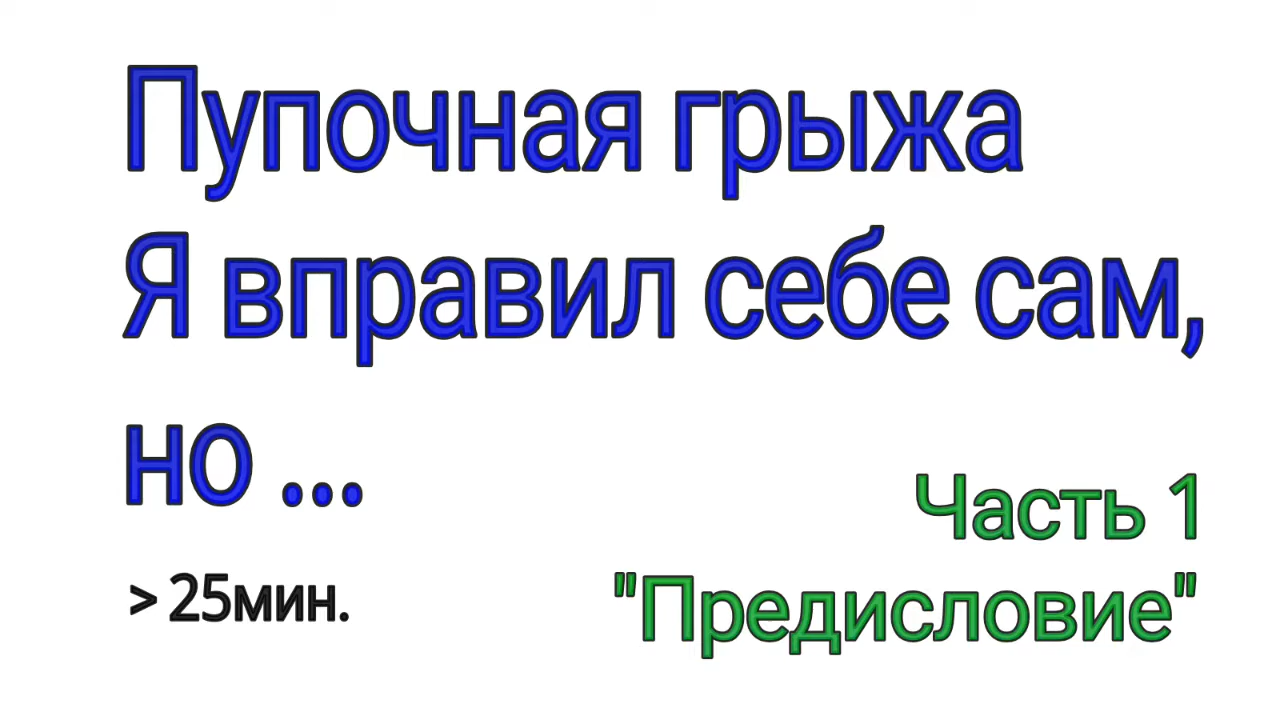 Пупочная грыжа
Я вправил себе сам,
но ...
Часть 1
> 25мин.
"Предисловие"